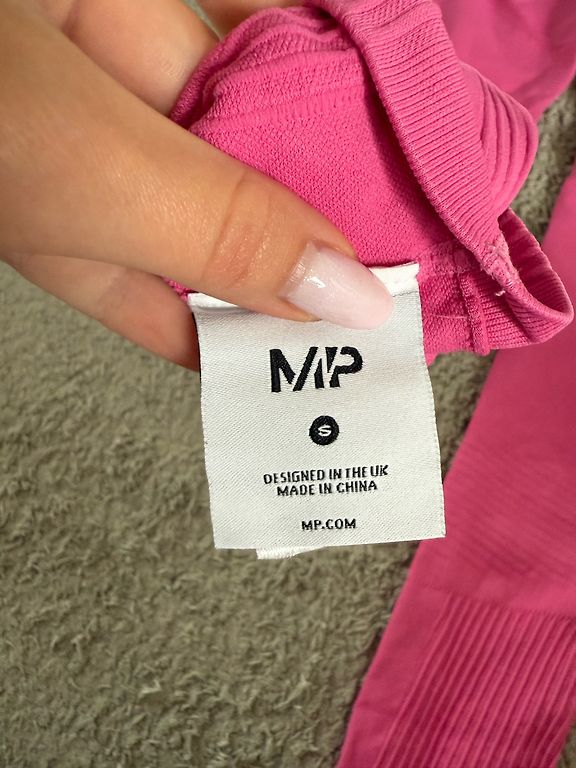 MP
S
DESIGNED IN THE UK
MADE IN CHINA
MP.COM